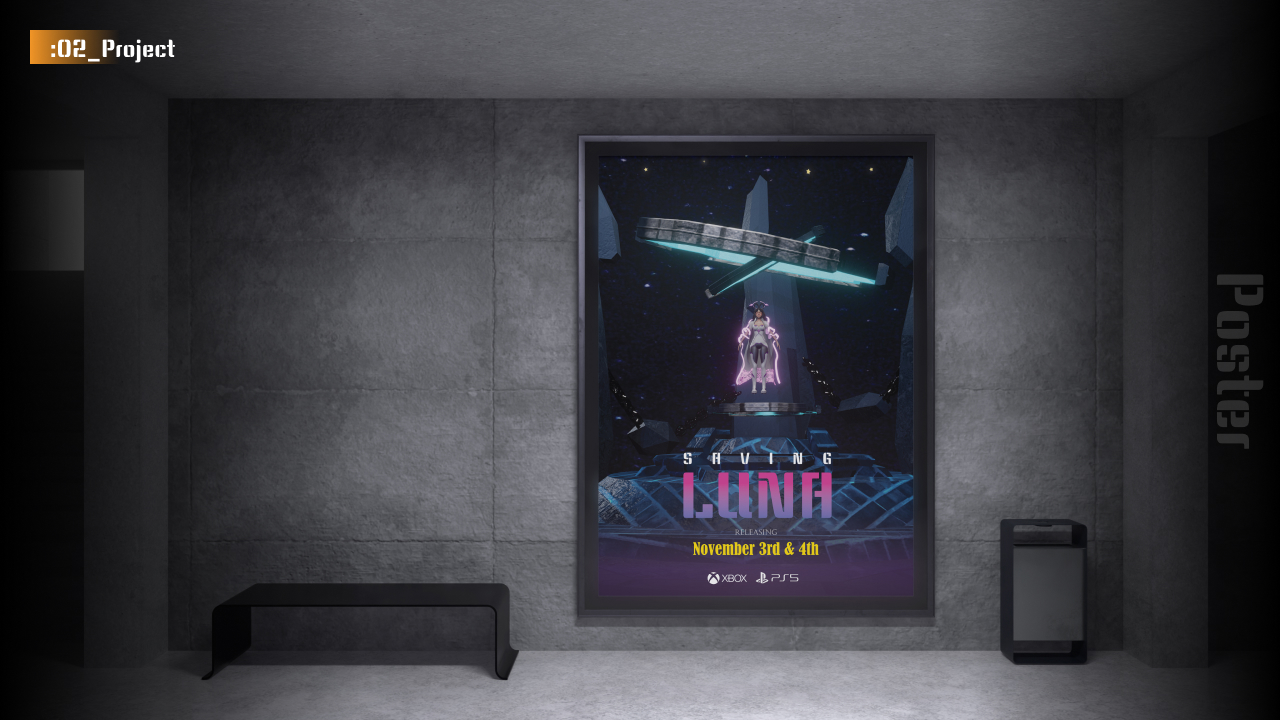 :02_Project
SAVING
LUNA
RELEASING
November 3rd & 4th
XBOX PS5
Poster